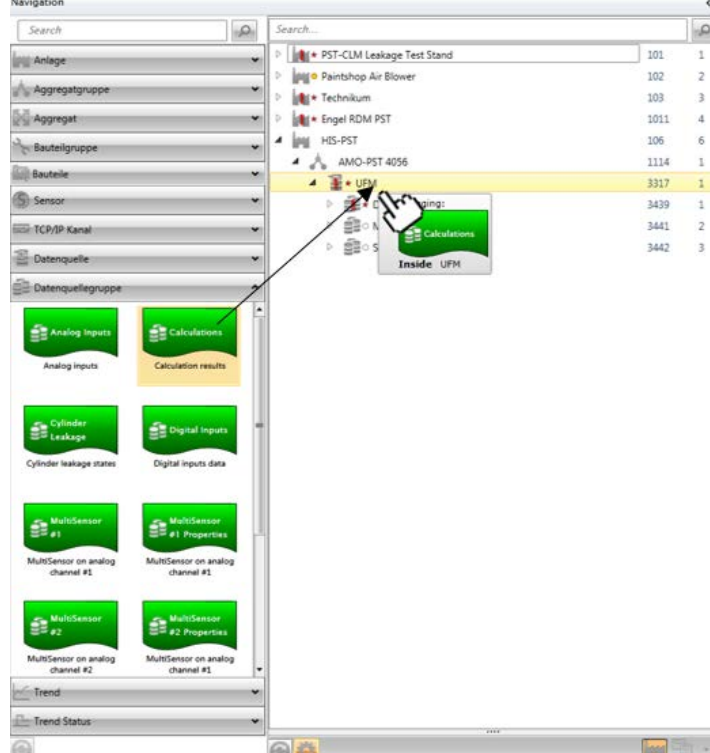 Navigation
Search
Anlage
Aggregatgruppe
Aggregat
Bauteilgruppe
Bauteile
Sensor
TCP/IP Kanal
Datenquelle
Datenquellegruppe
Analog Inputs
Analog inputs
Calculations
Calculation results
Cylinder
Leakage
Cylinder leakage states
Digital Inputs
Digital inputs data
MultiSensor
#1
MultiSensor on analog
channel #1
MultiSensor
#1 Properties
MultiSensor on analog
channel #1
MultiSensor
#2
MultiSensor on analog
channel #2
MultiSensor
#2 Properties
MultiSensor on analog
channel #1
Trend
Trend Status
Search...
PST-CLM Leakage Test Stand 101 1
Paintshop Air Blower 102 2
Technikum 103 3
Engel RDM PST 1011 4
HIS-PST 106 6
AMO-PST 4056 1114 1
UFM 3317 1
D 3439 1
3441 2
S 3442 3
Calculations
Inside UFM